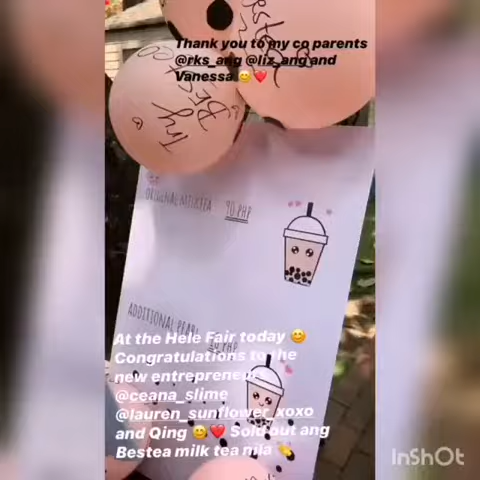 Thank you to my co parents
@rks_ang @liz_ang and
Vanessa 😊❤️
ORIGINAL MILKTEA 90 PHP
ADDITIONAL PEARL
At the Hele Fair today 😊
Congratulations to the
new entrepreneurs
@ceana_slime
@lauren_sunflower_xoxo
and Qing 😊❤️ Sold out ang
Bestea milk tea nila 💪
InShOt